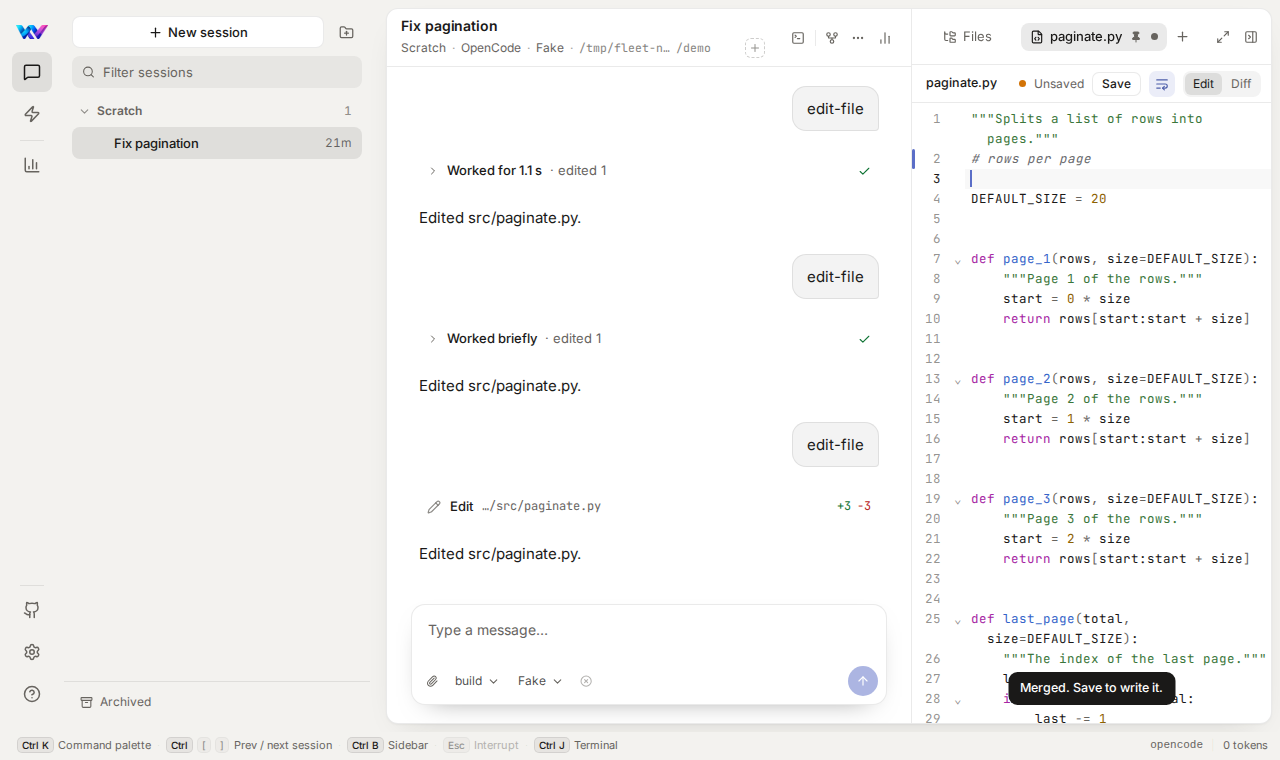 New session
Filter sessions
Scratch 1
Fix pagination 21m
Archived
Fix pagination
Scratch · OpenCode · Fake · /tmp/fleet-n… /demo
edit-file
Worked for 1.1 s · edited 1
Edited src/paginate.py.
edit-file
Worked briefly · edited 1
Edited src/paginate.py.
edit-file
Edit …/src/paginate.py +3 -3
Edited src/paginate.py.
Type a message...
build Fake
Files paginate.py
paginate.py Unsaved Save Edit Diff
1 """Splits a list of rows into
pages."""
2 # rows per page
3
4 DEFAULT_SIZE = 20
5
6
7 def page_1(rows, size=DEFAULT_SIZE):
8 """Page 1 of the rows."""
9 start = 0 * size
10 return rows[start:start + size]
11
12
13 def page_2(rows, size=DEFAULT_SIZE):
14 """Page 2 of the rows."""
15 start = 1 * size
16 return rows[start:start + size]
17
18
19 def page_3(rows, size=DEFAULT_SIZE):
20 """Page 3 of the rows."""
21 start = 2 * size
22 return rows[start:start + size]
23
24
25 def last_page(total,
size=DEFAULT_SIZE):
26 """The index of the last page."""
27
28
29 last -= 1
Merged. Save to write it.
Ctrl K Command palette Ctrl [ ] Prev / next session Ctrl B Sidebar Esc Interrupt Ctrl J Terminal
opencode 0 tokens